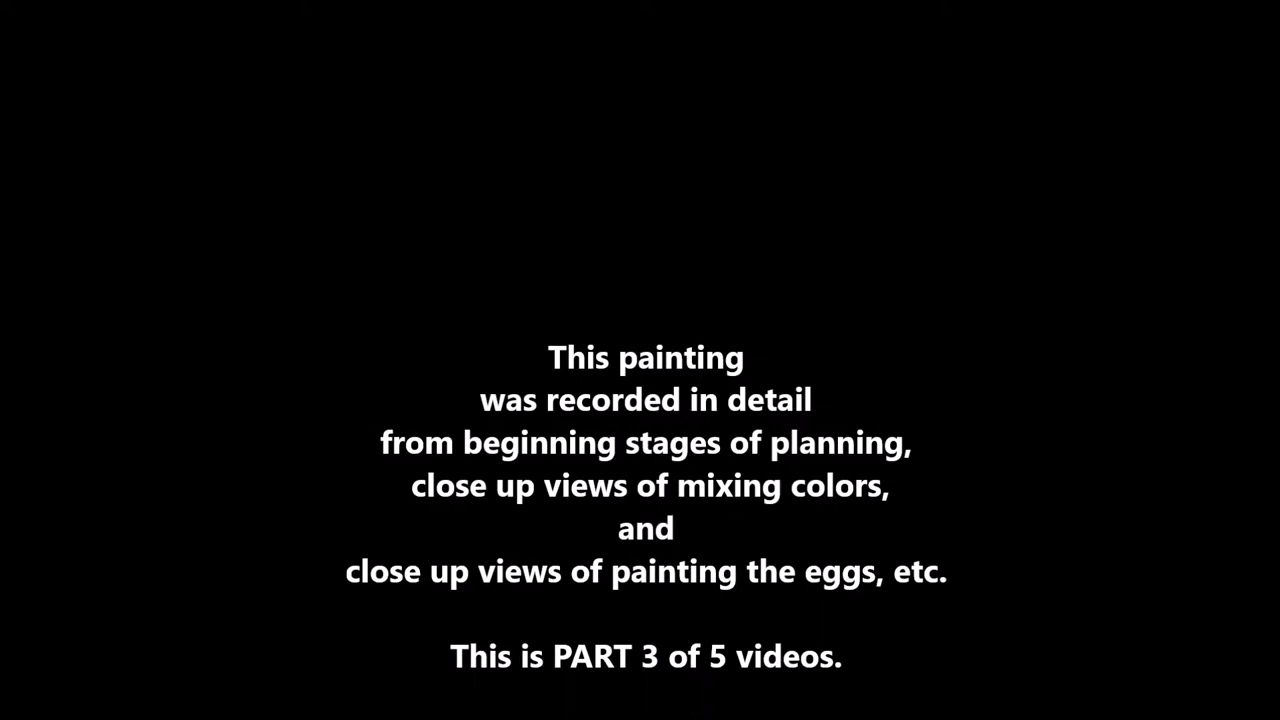 This painting
was recorded in detail
from beginning stages of planning,
close up views of mixing colors,
and
close up views of painting the eggs, etc.
This is PART 3 of 5 videos.